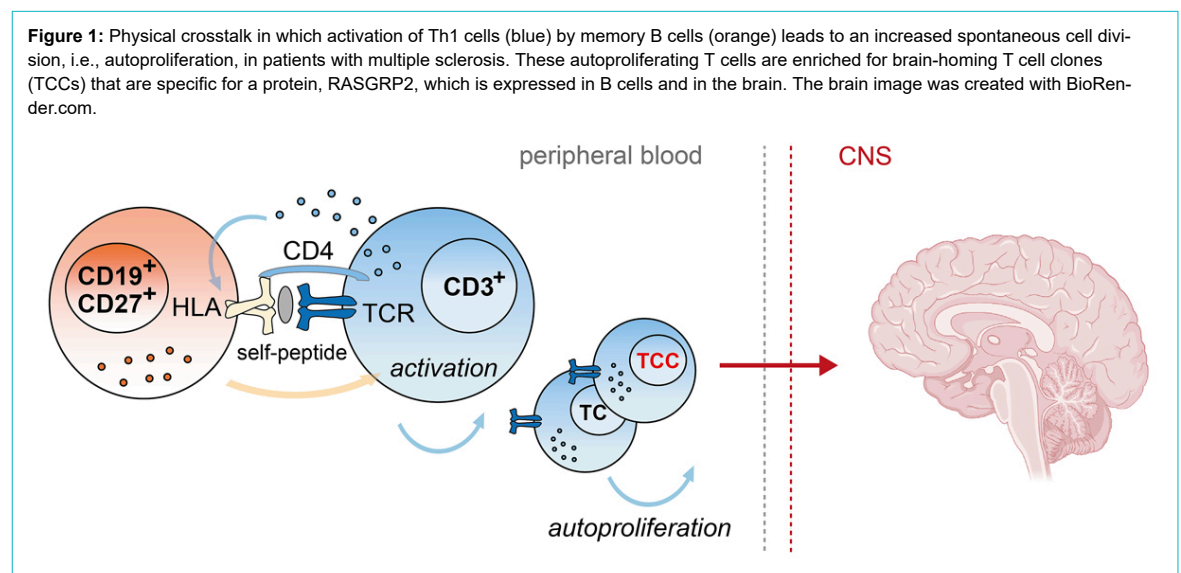 Figure 1: Physical crosstalk in which activation of Th1 cells (blue) by memory B cells (orange) leads to an increased spontaneous cell divi-
sion, i.e., autoproliferation, in patients with multiple sclerosis. These autoproliferating T cells are enriched for brain-homing T cell clones
(TCCs) that are specific for a protein, RASGRP2, which is expressed in B cells and in the brain. The brain image was created with BioRen-
der.com.
peripheral blood
CNS
CD4
CD19+
CD27+
HLA
TCR
CD3+
self-peptide
activation
TCC
TC
autoproliferation